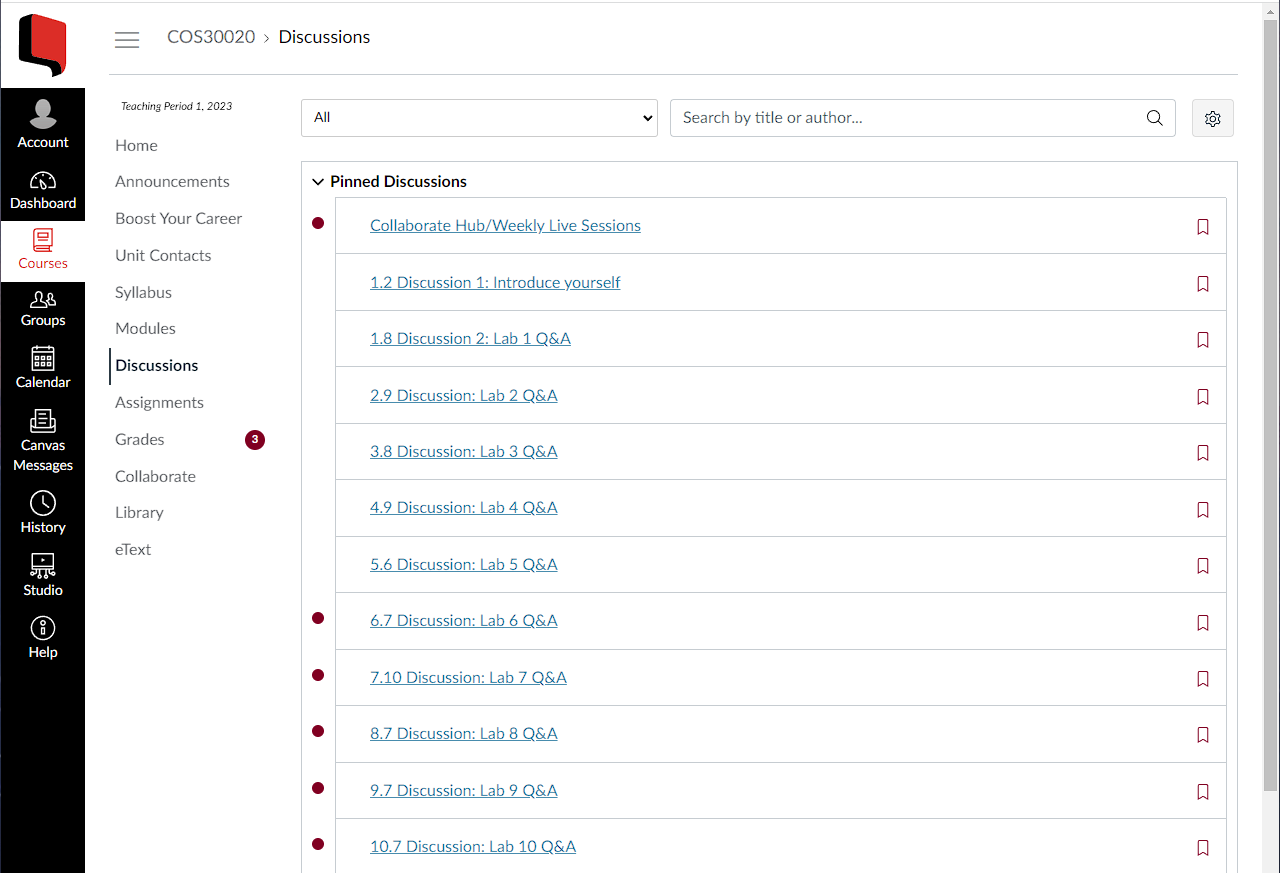 COS30020 › Discussions
Account
Dashboard
Courses
Groups
Calendar
Canvas
Messages
History
Studio
Help
Teaching Period 1, 2023
Home
Announcements
Boost Your Career
Unit Contacts
Syllabus
Modules
Discussions
Assignments
Grades 3
Collaborate
Library
eText
All
Search by title or author...
Pinned Discussions
Collaborate Hub/Weekly Live Sessions
1.2 Discussion 1: Introduce yourself
1.8 Discussion 2: Lab 1 Q&A
2.9 Discussion: Lab 2 Q&A
3.8 Discussion: Lab 3 Q&A
4.9 Discussion: Lab 4 Q&A
5.6 Discussion: Lab 5 Q&A
6.7 Discussion: Lab 6 Q&A
7.10 Discussion: Lab 7 Q&A
8.7 Discussion: Lab 8 Q&A
9.7 Discussion: Lab 9 Q&A
10.7 Discussion: Lab 10 Q&A